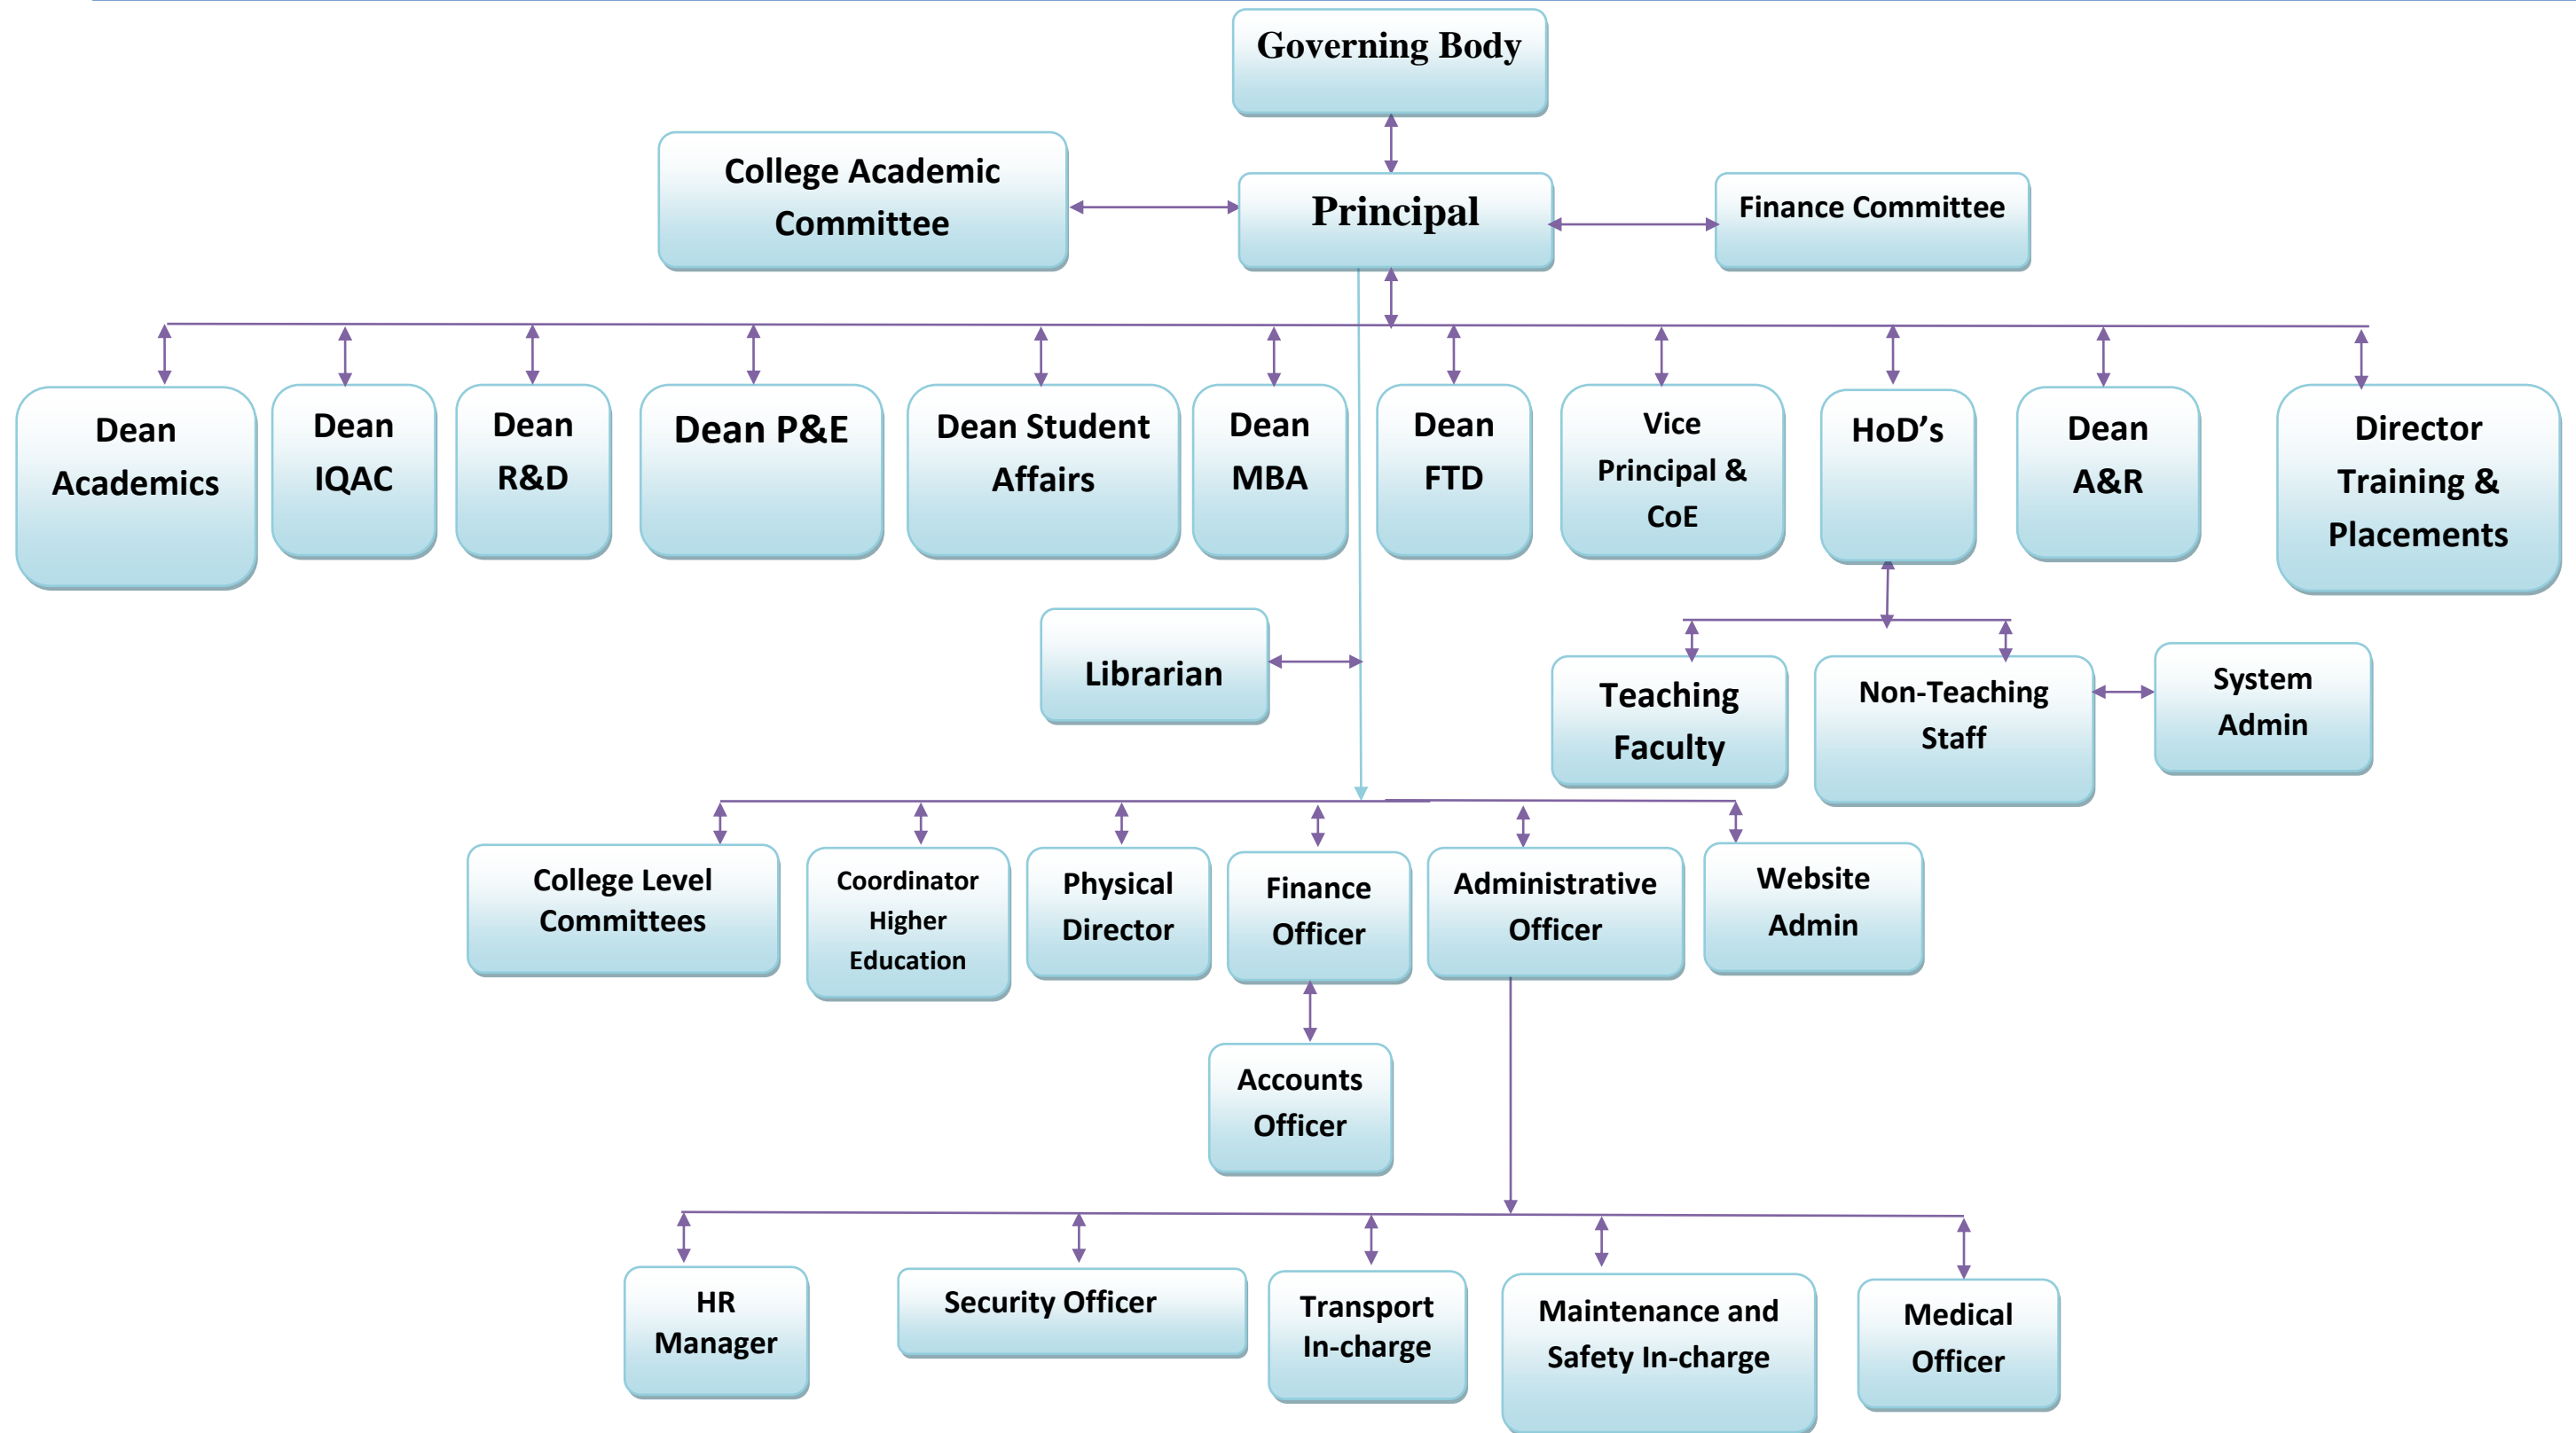 Governing Body
College Academic
Committee
Principal
Finance Committee
Dean
Academics
Dean
IQAC
Dean
R&D
Dean P&E
Dean Student
Affairs
Dean
MBA
Dean
FTD
Vice
Principal &
CoE
HoD’s
Dean
A&R
Director
Training &
Placements
Librarian
Teaching
Faculty
Non-Teaching
Staff
System
Admin
College Level
Committees
Coordinator
Higher
Education
Physical
Director
Finance
Officer
Administrative
Officer
Website
Admin
Accounts
Officer
HR
Manager
Security Officer
Transport
In-charge
Maintenance and
Safety In-charge
Medical
Officer